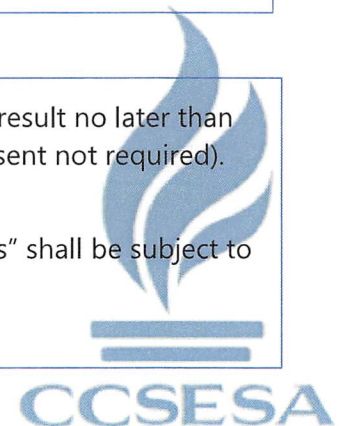 result no later than
sent not required).
s” shall be subject to
CCSESA